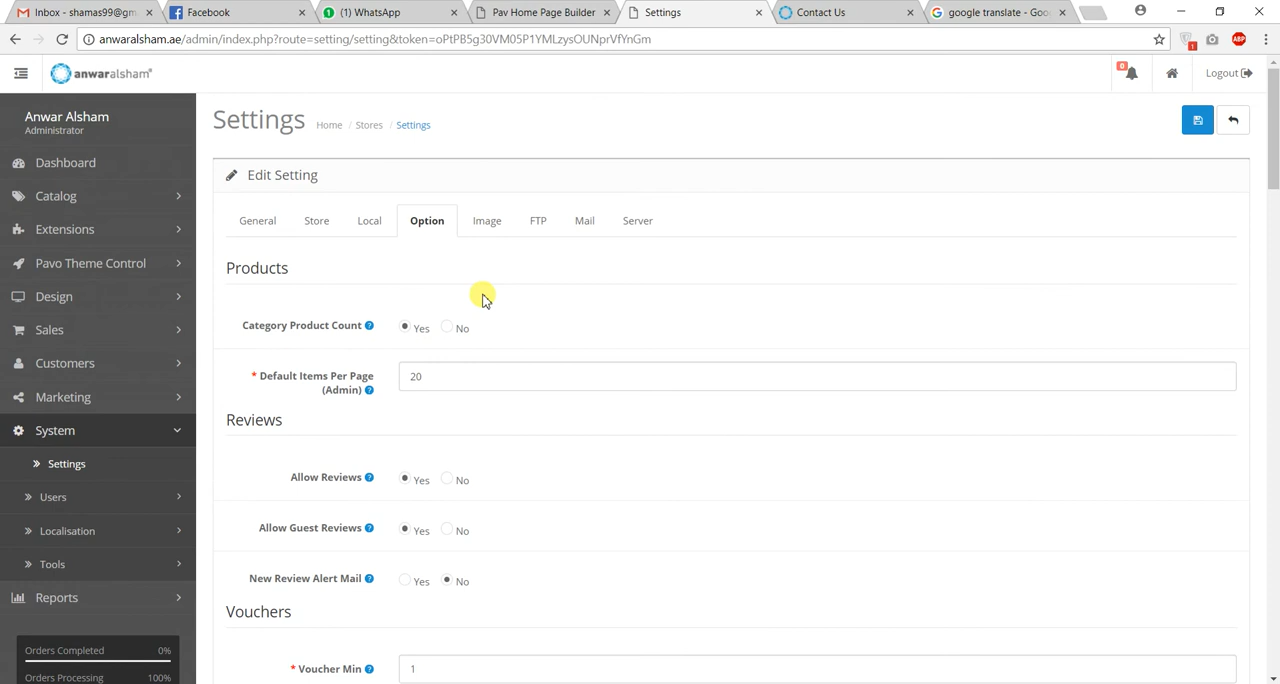 Inbox - shamas99@gm
Facebook
(1) WhatsApp
Pav Home Page Builder
Settings
Contact Us
google translate - Goo
anwaralsham.ae/admin/index.php?route=setting/setting&token=oPtPB5g30VM05P1YMLzysOUNprVfYnGm
1
ABP
anwaralsham
0
Logout
Anwar Alsham
Administrator
Dashboard
Catalog
Extensions
Pavo Theme Control
Design
Sales
Customers
Marketing
System
Settings
Users
Localisation
Tools
Reports
Orders Completed 0%
Orders Processing 100%
Settings Home / Stores / Settings
Edit Setting
General Store Local Option Image FTP Mail Server
Products
Category Product Count ? Yes No
* Default Items Per Page (Admin) ? 20
Reviews
Allow Reviews ? Yes No
Allow Guest Reviews ? Yes No
New Review Alert Mail ? Yes No
Vouchers
* Voucher Min ? 1